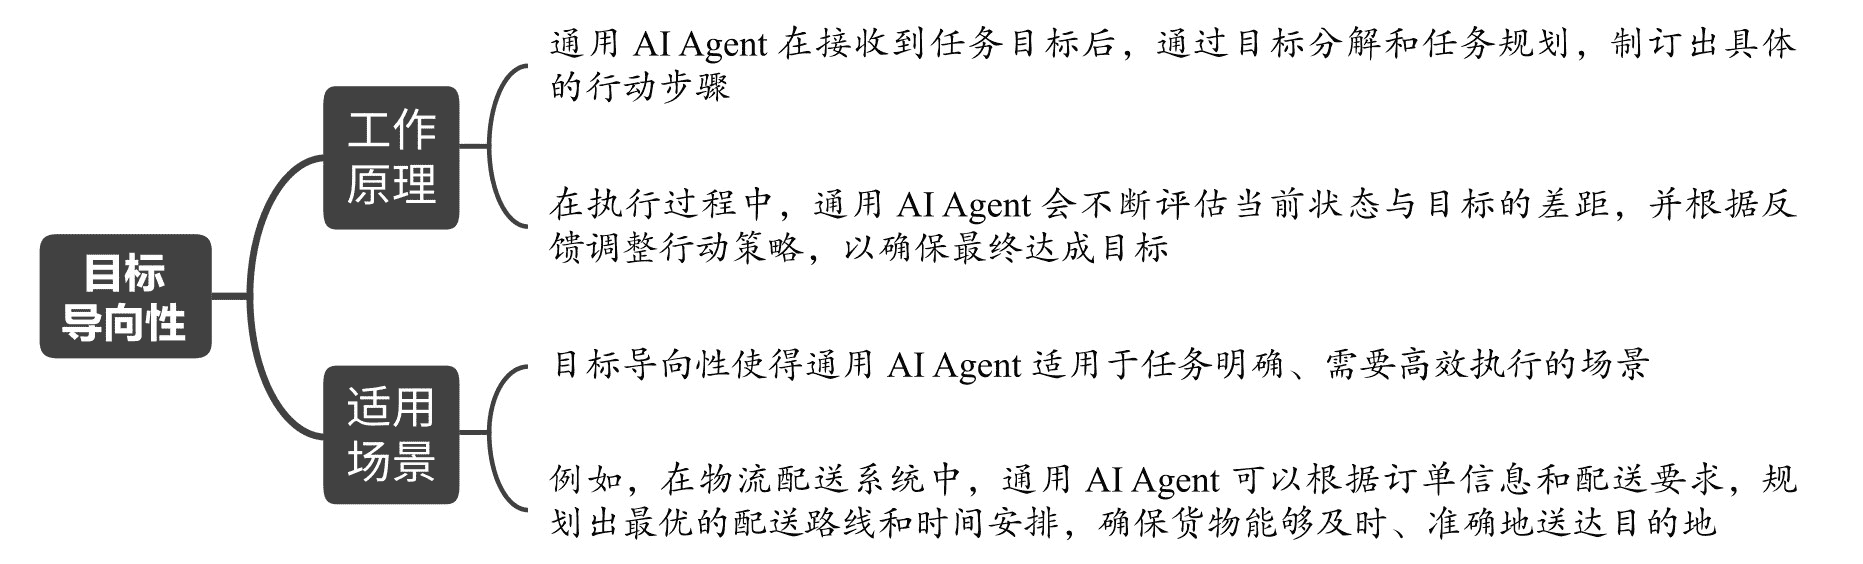 目标
导向性
工作
原理
通用 AI Agent 在接收到任务目标后，通过目标分解和任务规划，制订出具体
的行动步骤
在执行过程中，通用 AI Agent 会不断评估当前状态与目标的差距，并根据反
馈调整行动策略，以确保最终达成目标
适用
场景
目标导向性使得通用 AI Agent 适用于任务明确、需要高效执行的场景
例如，在物流配送系统中，通用 AI Agent 可以根据订单信息和配送要求，规
划出最优的配送路线和时间安排，确保货物能够及时、准确地送达目的地